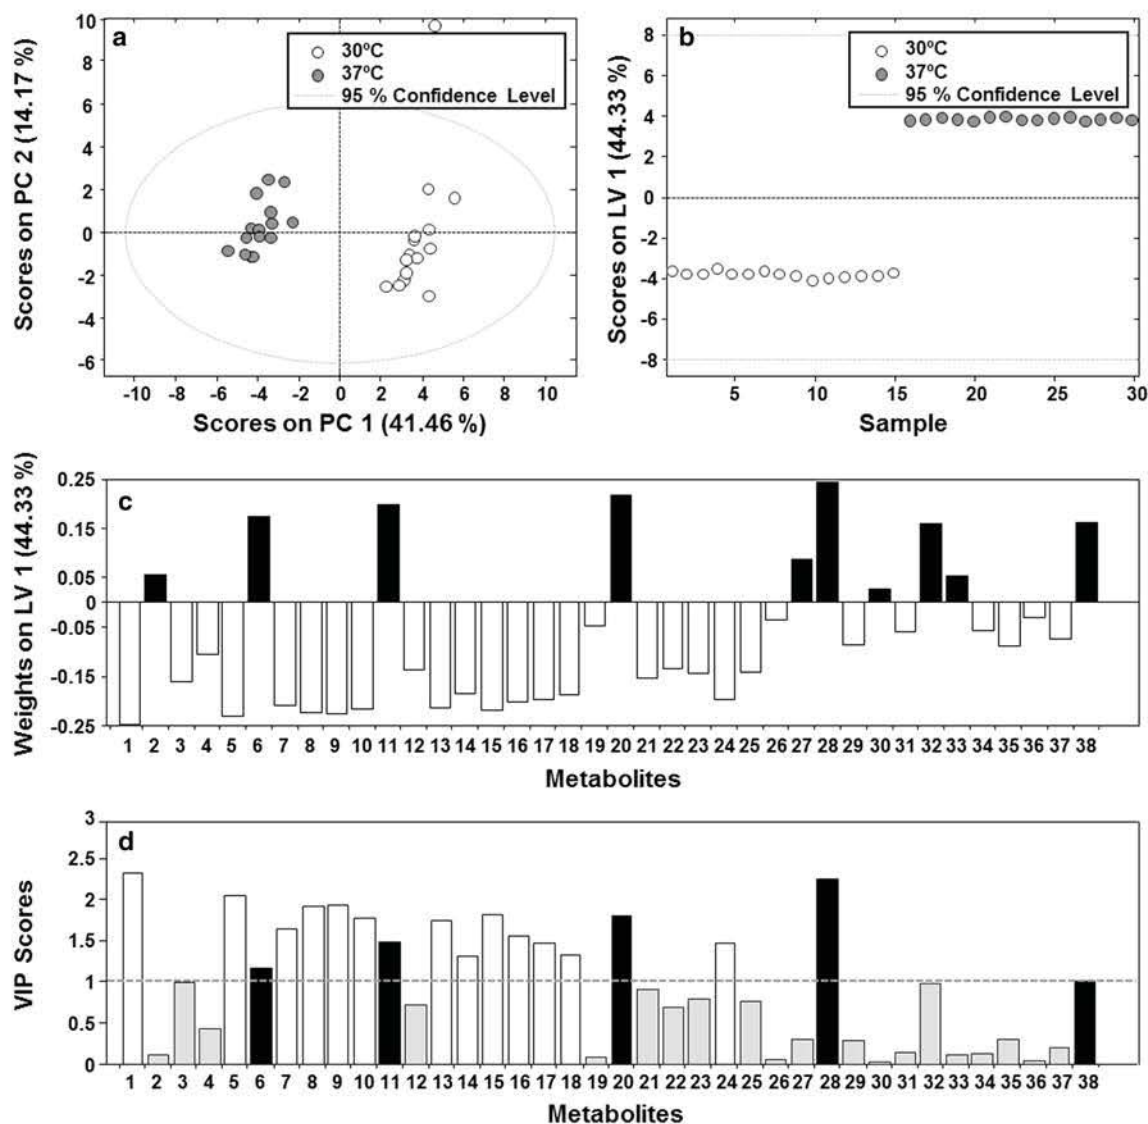 a
30ºC
37ºC
95 % Confidence Level
Scores on PC 2 (14.17 %)
10
8
6
4
2
0
-2
-4
-6
-10 -8 -6 -4 -2 0 2 4 6 8 10
Scores on PC 1 (41.46 %)
b
30ºC
37ºC
95 % Confidence Level
Scores on LV 1 (44.33 %)
8
6
4
2
0
-2
-4
-6
-8
5 10 15 20 25 30
Sample
c
Weights on LV 1 (44.33 %)
0.25
0.15
0.05
0
-0.05
-0.15
-0.25
1 2 3 4 5 6 7 8 9 10 11 12 13 14 15 16 17 18 19 20 21 22 23 24 25 26 27 28 29 30 31 32 33 34 35 36 37 38
Metabolites
d
VIP Scores
3
2.5
2
1.5
1
0.5
0
1 2 3 4 5 6 7 8 9 10 11 12 13 14 15 16 17 18 19 20 21 22 23 24 25 26 27 28 29 30 31 32 33 34 35 36 37 38
Metabolites